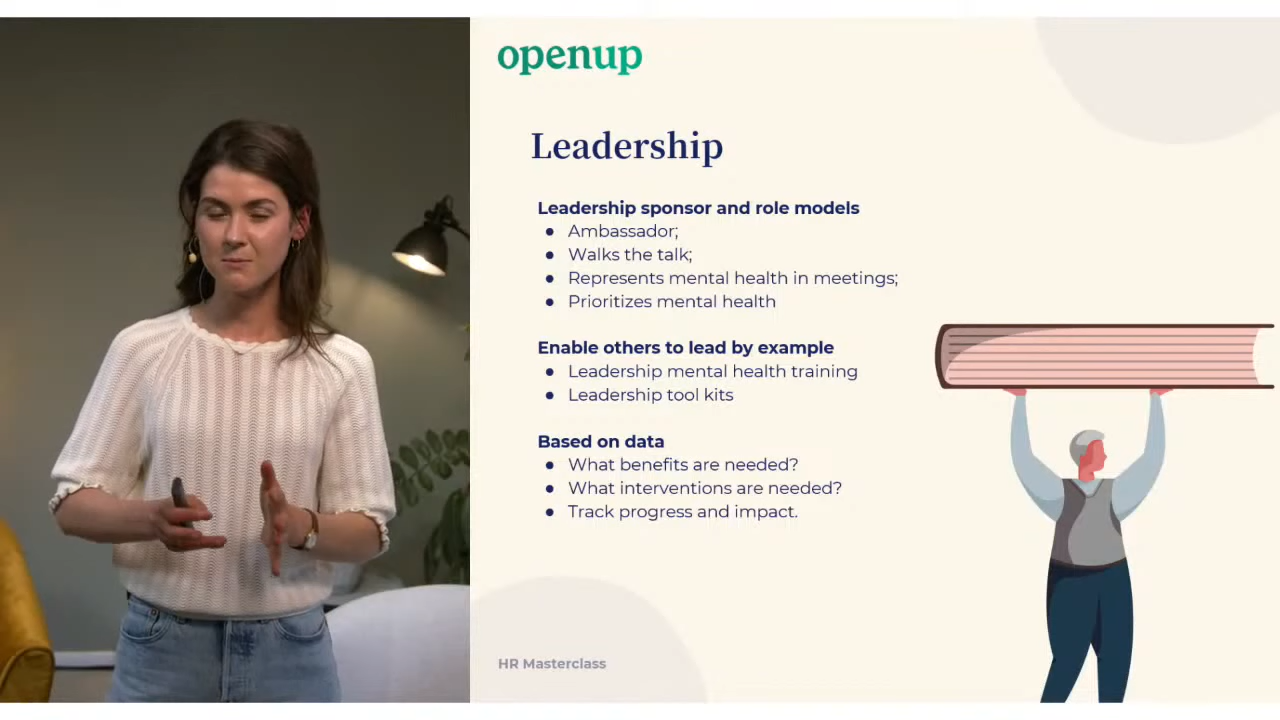 openup
Leadership
Leadership sponsor and role models
● Ambassador;
● Walks the talk;
● Represents mental health in meetings;
● Prioritizes mental health
Enable others to lead by example
● Leadership mental health training
● Leadership tool kits
Based on data
● What benefits are needed?
● What interventions are needed?
● Track progress and impact.
HR Masterclass